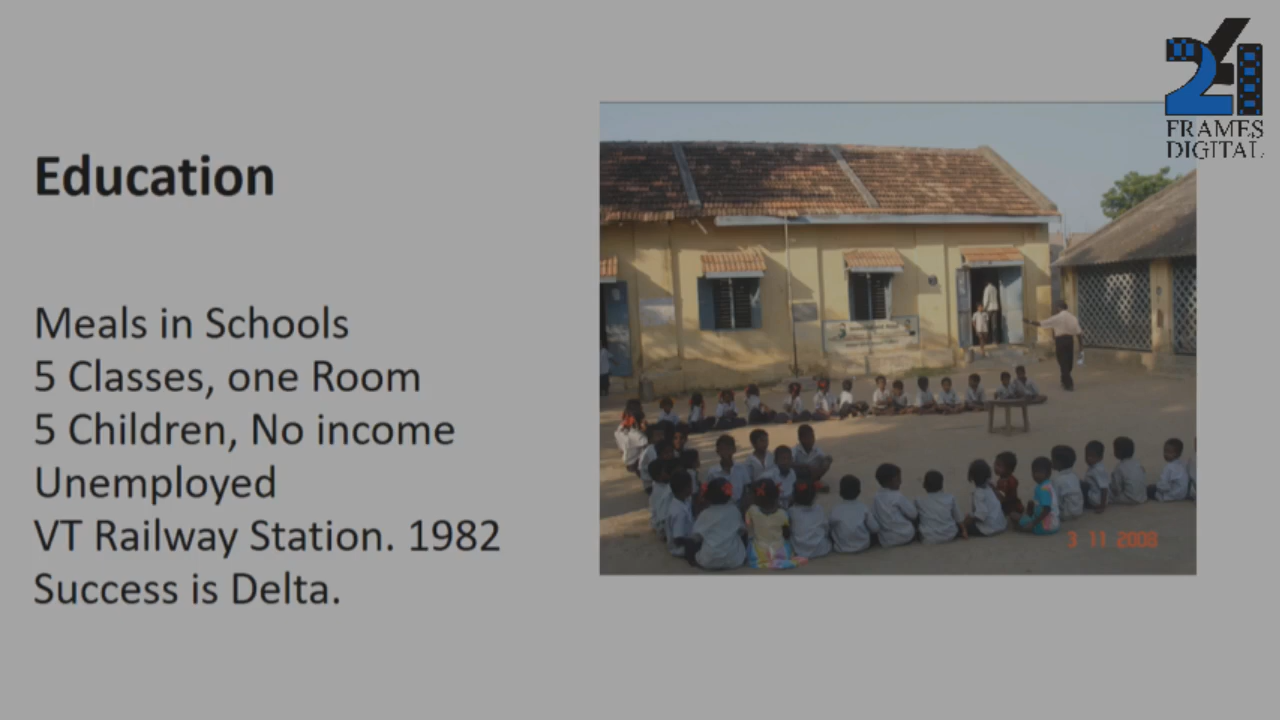 Education
Meals in Schools
5 Classes, one Room
5 Children, No income
Unemployed
VT Railway Station. 1982
Success is Delta.
24
FRAMES
DIGITAL
3 11 2008